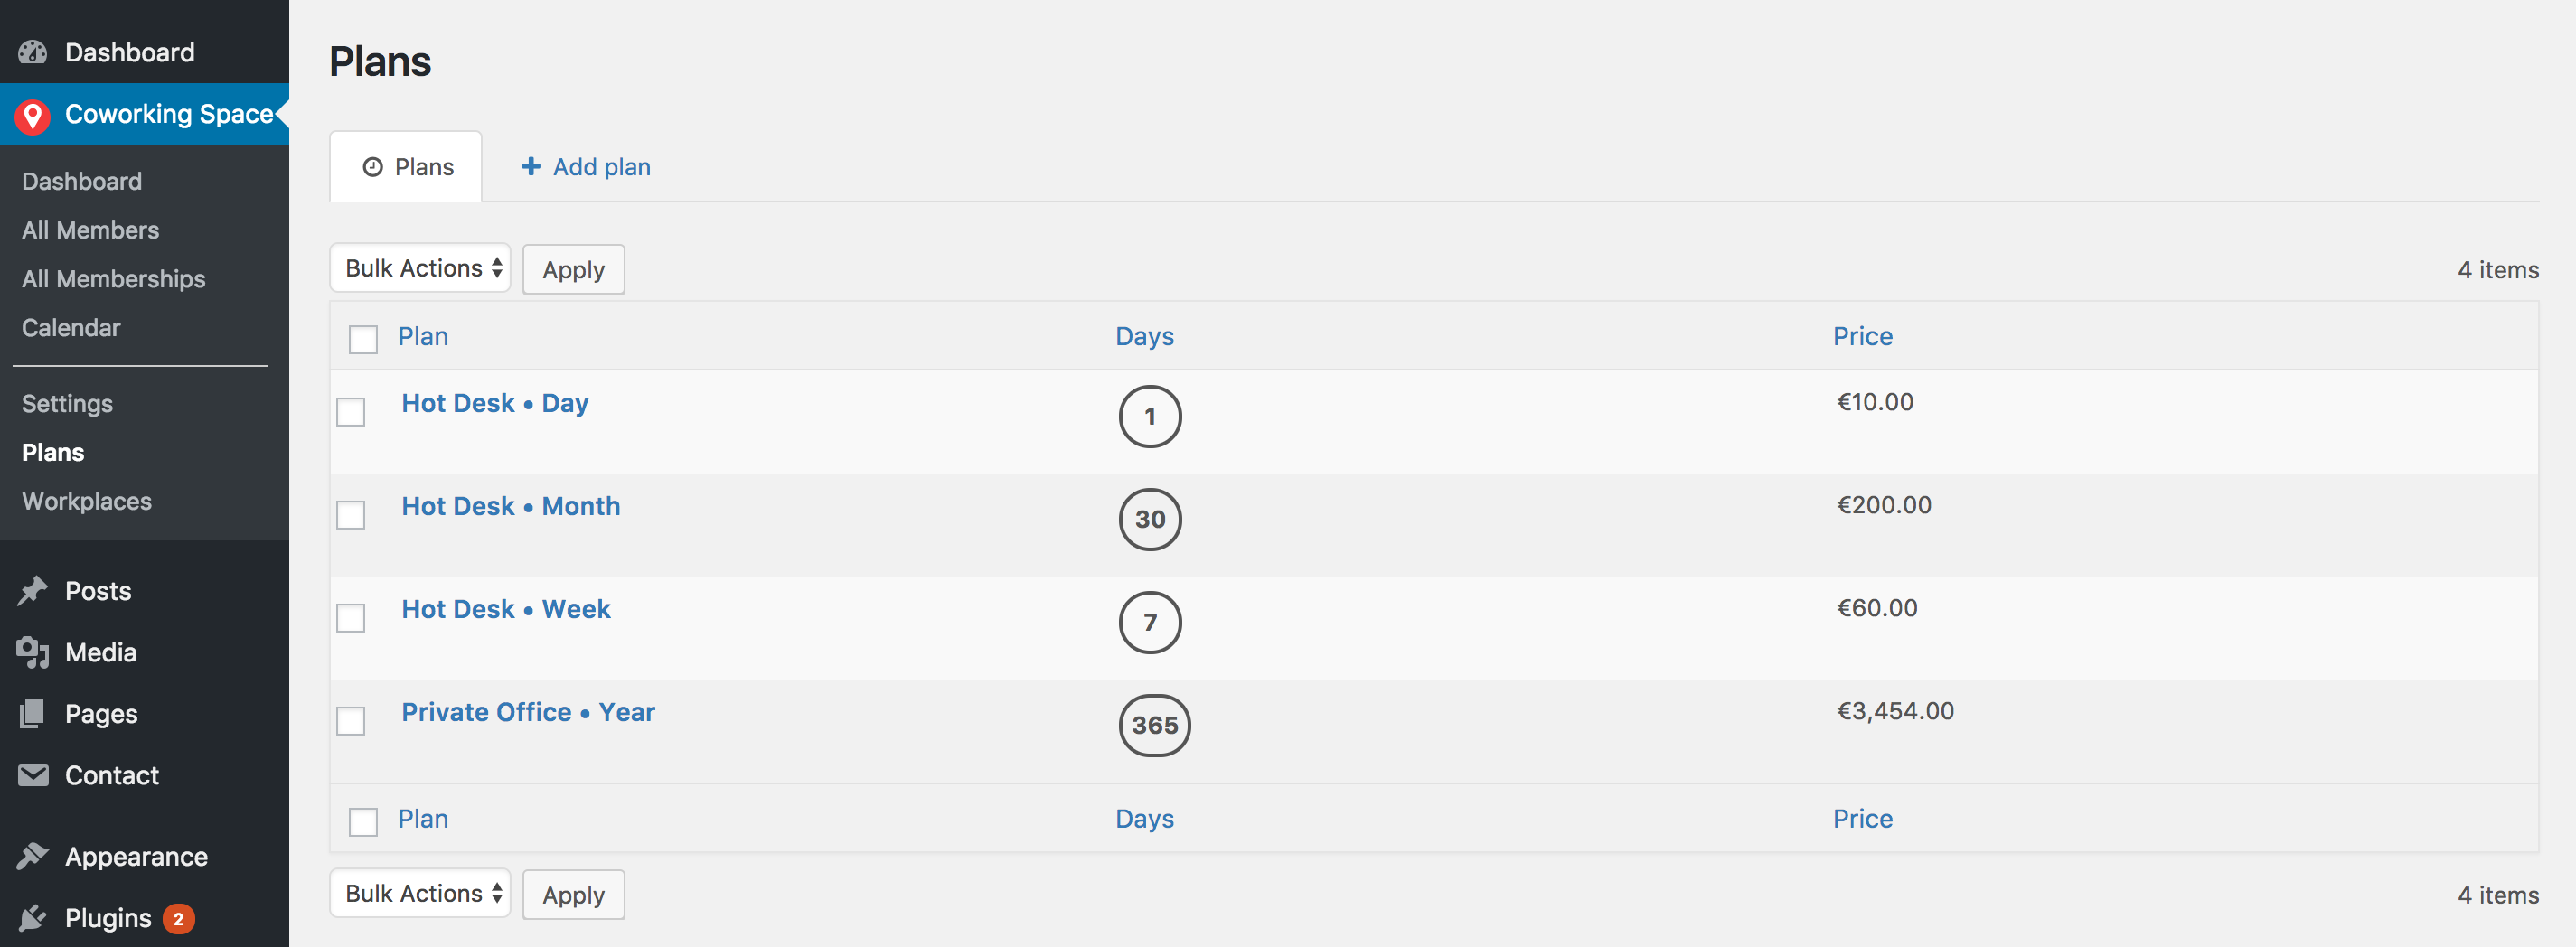 Dashboard
Coworking Space
Dashboard
All Members
All Memberships
Calendar
Settings
Plans
Workplaces
Posts
Media
Pages
Contact
Appearance
Plugins 2
Plans
Plans
Add plan
Bulk Actions Apply 4 items
Plan Days Price
Hot Desk • Day 1 €10.00
Hot Desk • Month 30 €200.00
Hot Desk • Week 7 €60.00
Private Office • Year 365 €3,454.00
Plan Days Price
Bulk Actions Apply 4 items